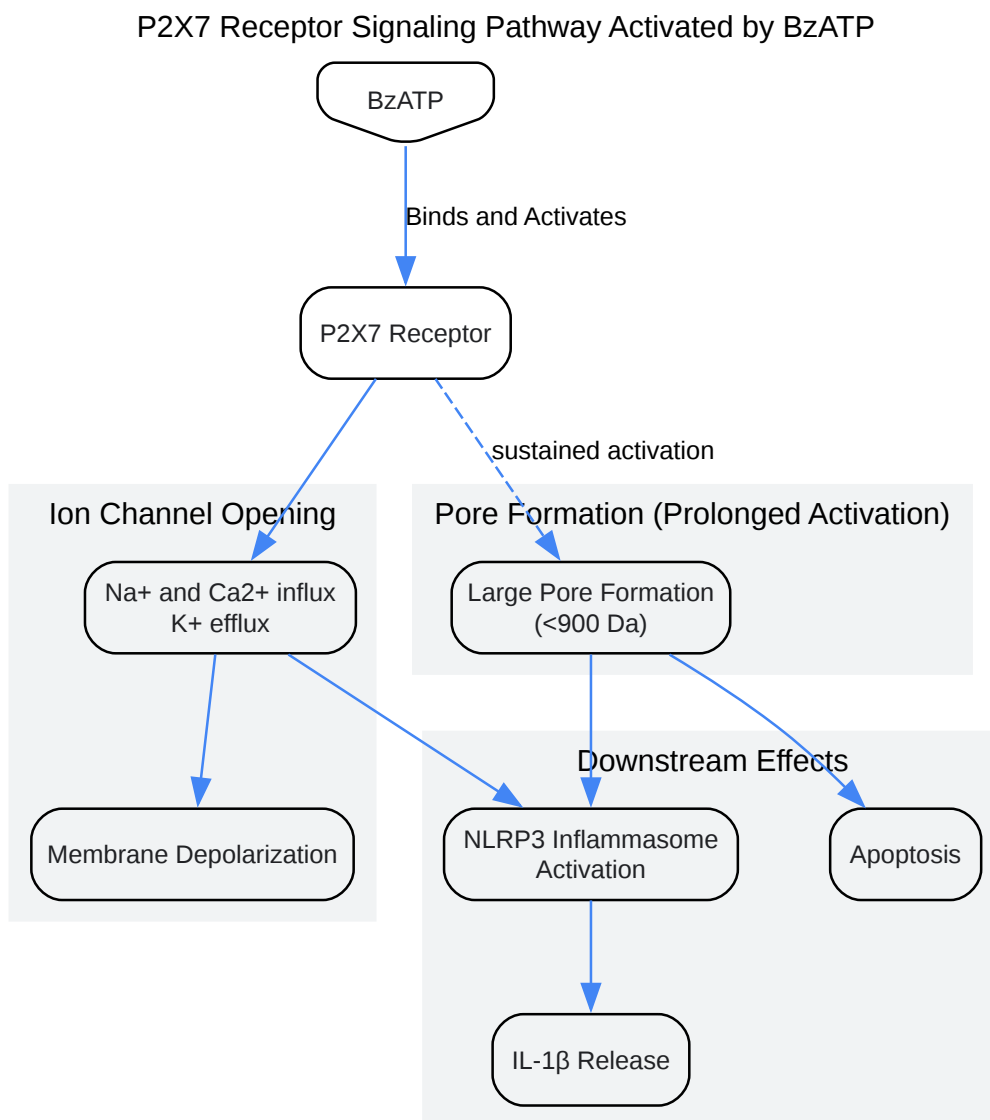 P2X7 Receptor Signaling Pathway Activated by BzATP
BzATP
Binds and Activates
P2X7 Receptor
sustained activation
Ion Channel Opening
Pore Formation (Prolonged Activation)
Na+ and Ca2+ influx
K+ efflux
Large Pore Formation
(<900 Da)
Downstream Effects
Membrane Depolarization
NLRP3 Inflammasome
Activation
Apoptosis
IL-1β Release